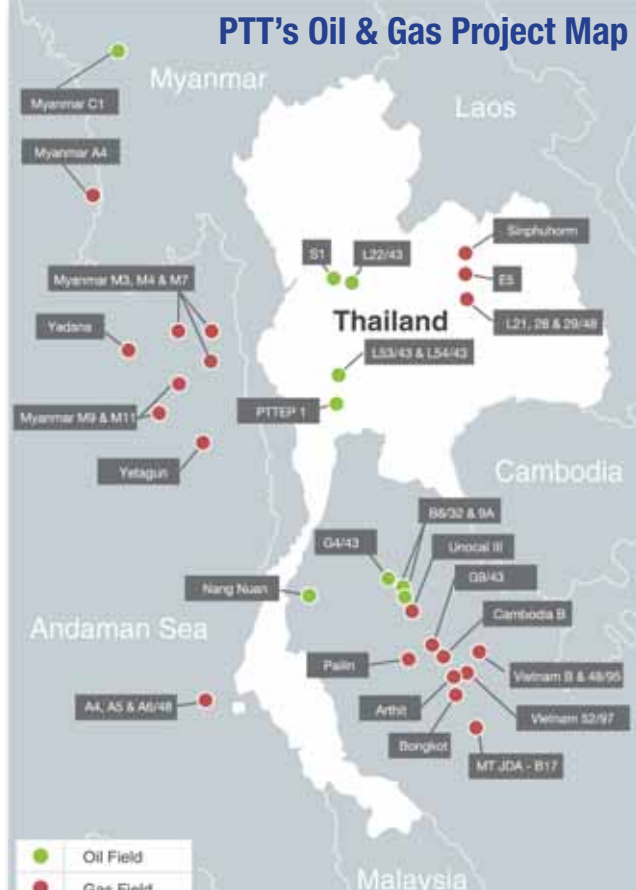 PTT's Oil & Gas Project Map
Myanmar
Laos
Myanmar C1
Myanmar A4
Sinphuhorm
S1
L22/43
E5
Myanmar M3, M4 & M7
Thailand
L21, 28 & 29/48
Yadana
L53/43 & L54/43
PTTEP 1
Myanmar M9 & M11
Yetagun
Cambodia
B8/32 & 9A
G4/43
Unocal III
G9/43
Nang Nuan
Cambodia B
Andaman Sea
Pailin
Vietnam B & 48/95
A4, A5 & A6/48
Arthit
Vietnam 52/97
Bongkot
MT JDA - B17
Oil Field
Gas Field
Malaysia